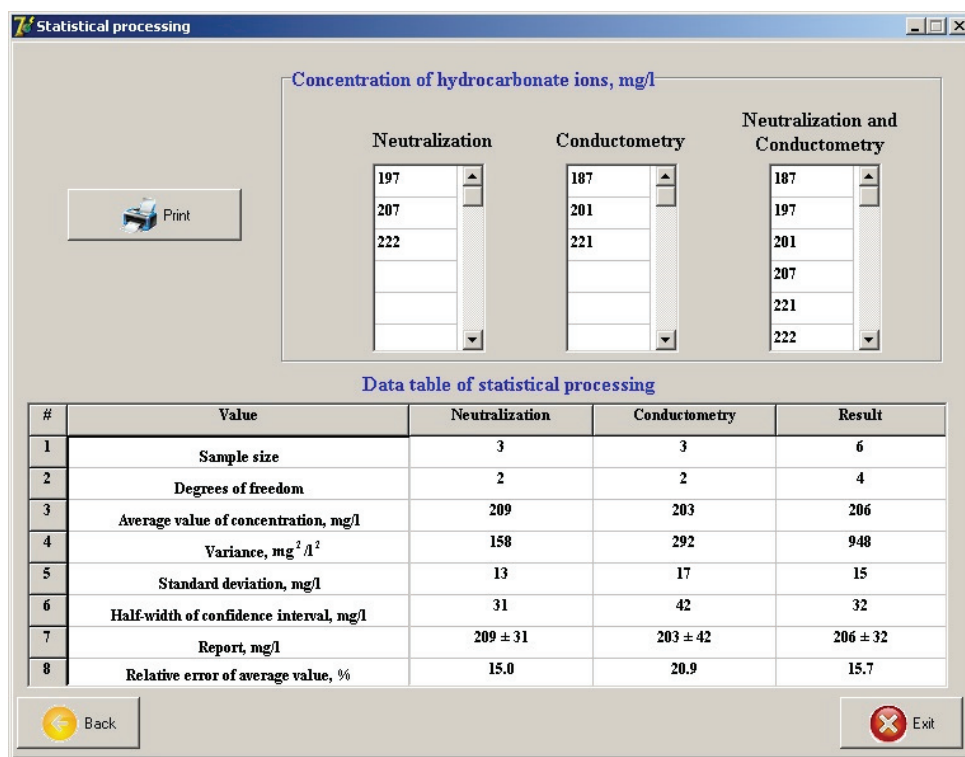 Statistical processing
Concentration of hydrocarbonate ions, mg/l
Neutralization
Conductometry
Neutralization and
Conductometry
197
207
222
187
201
221
187
197
201
207
221
222
Print
Data table of statistical processing
# Value Neutralization Conductometry Result
1 Sample size 3 3 6
2 Degrees of freedom 2 2 4
3 Average value of concentration, mg/l 209 203 206
4 Variance, mg²/l² 158 292 948
5 Standard deviation, mg/l 13 17 15
6 Half-width of confidence interval, mg/l 31 42 32
7 Report, mg/l 209 ± 31 203 ± 42 206 ± 32
8 Relative error of average value, % 15.0 20.9 15.7
Back
Exit